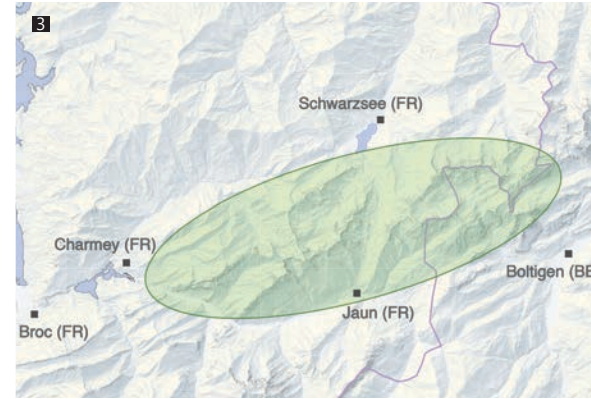 3
Schwarzsee (FR)
Charmey (FR)
Boltigen (BE
Jaun (FR)
Broc (FR)